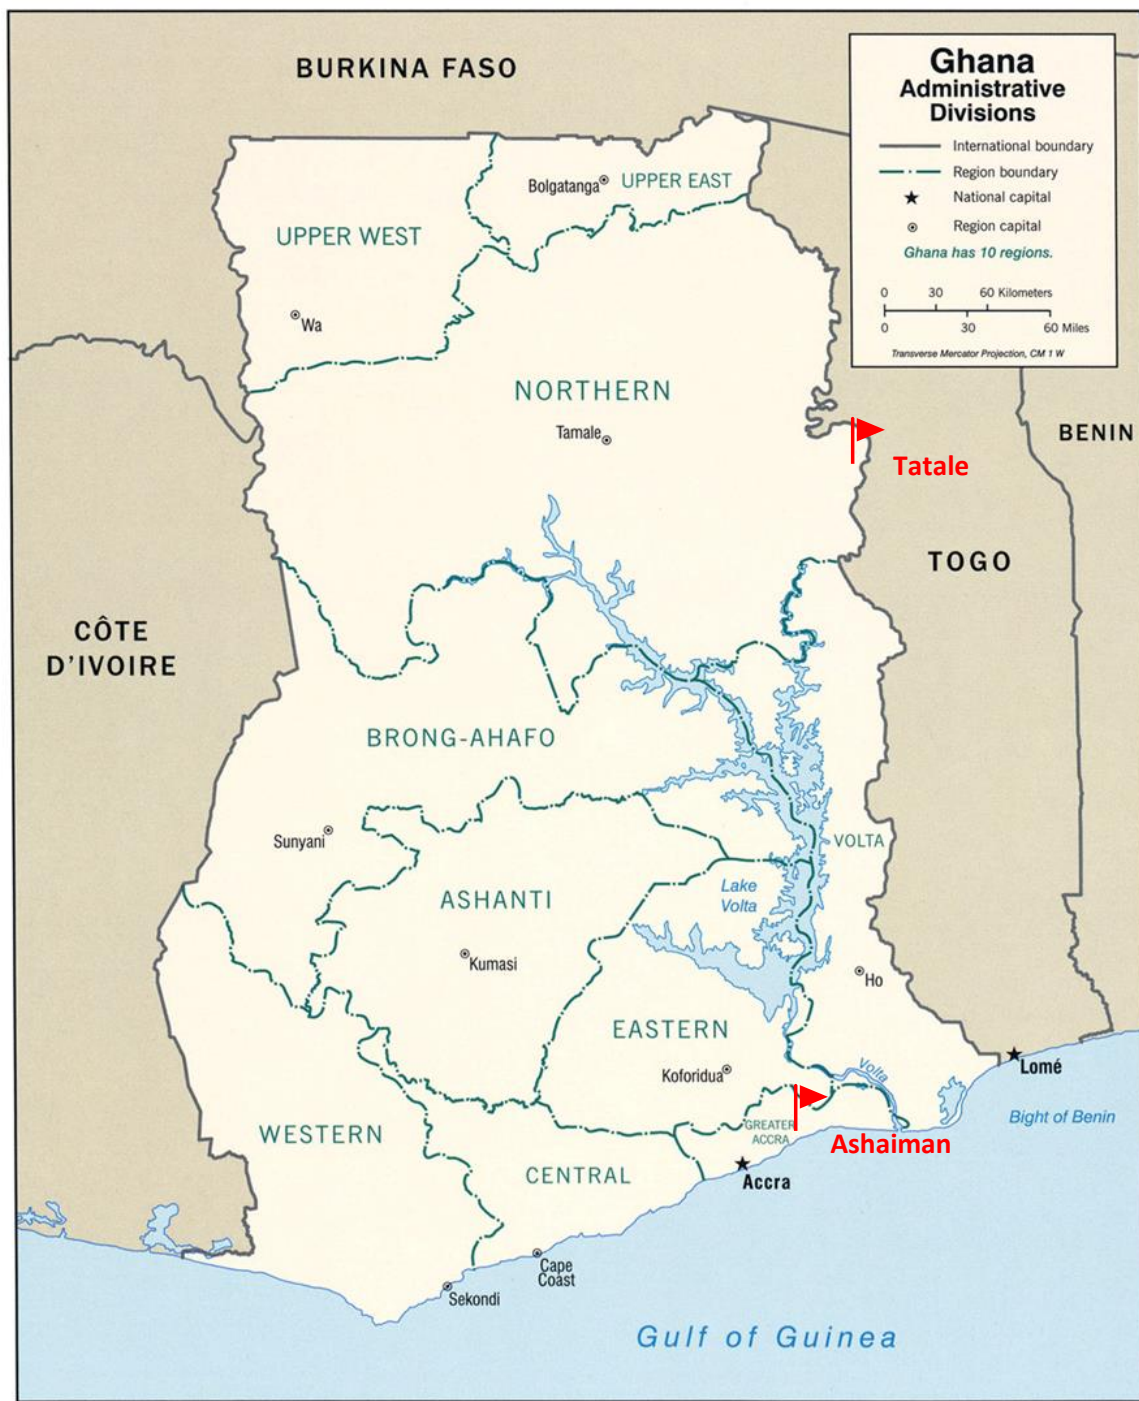 BURKINA FASO
Ghana
Administrative
Divisions
International boundary
Region boundary
National capital
Region capital
Ghana has 10 regions.
0 30 60 Kilometers
0 30 60 Miles
Transverse Mercator Projection, CM 1 W
Bolgatanga
UPPER EAST
UPPER WEST
Wa
NORTHERN
Tamale
BENIN
Tatale
TOGO
CÔTE
D'IVOIRE
BRONG-AHAFO
Sunyani
VOLTA
ASHANTI
Lake
Volta
Kumasi
Ho
EASTERN
Koforidua
Volta
Lomé
GREATER
ACCRA
Bight of Benin
WESTERN
Ashaiman
CENTRAL
Accra
Cape
Coast
Sekondi
Gulf of Guinea